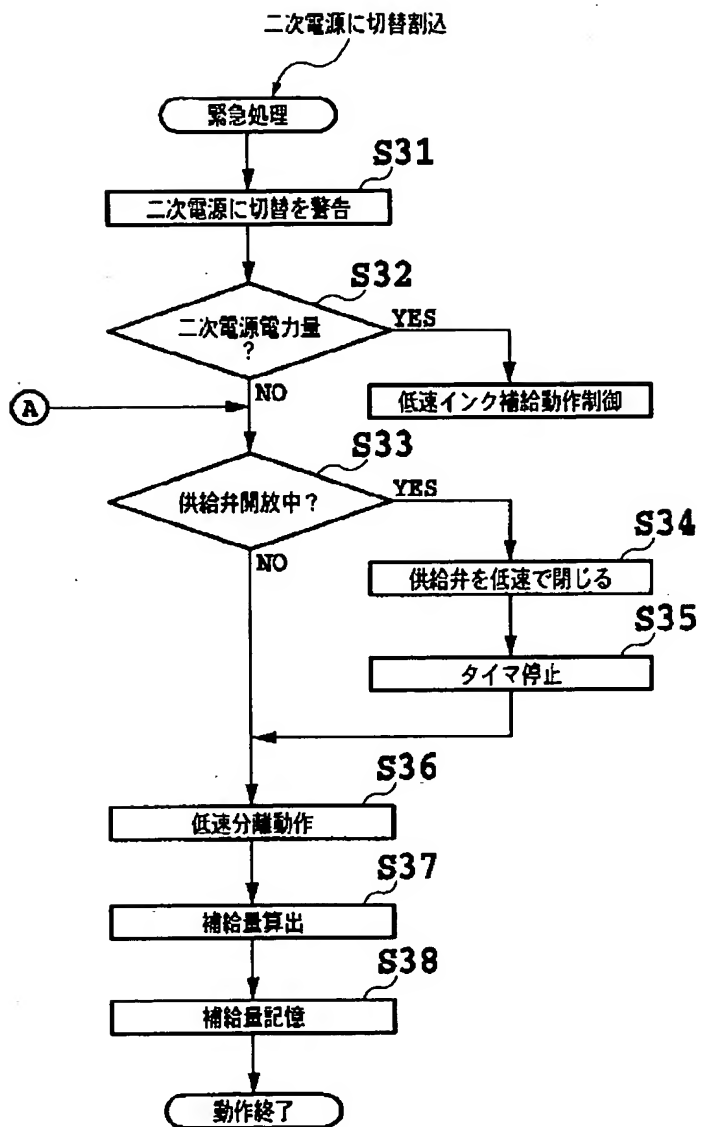 二次電源に切替割込
緊急処理
S31
二次電源に切替を警告
S32
二次電源電力量
?
YES
NO
低速インク補給動作制御
A
S33
供給弁開放中?
YES
NO
S34
供給弁を低速で閉じる
S35
タイマ停止
S36
低速分離動作
S37
補給量算出
S38
補給量記憶
動作終了